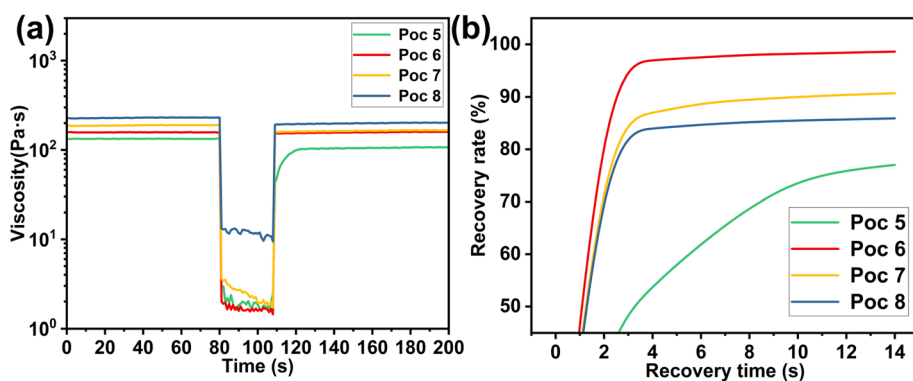 (a)
Viscosity(Pa·s)
10³
10²
10¹
10⁰
0 20 40 60 80 100 120 140 160 180 200
Time (s)
Poc 5
Poc 6
Poc 7
Poc 8
(b)
Recovery rate (%)
100
90
80
70
60
50
0 2 4 6 8 10 12 14
Recovery time (s)
Poc 5
Poc 6
Poc 7
Poc 8